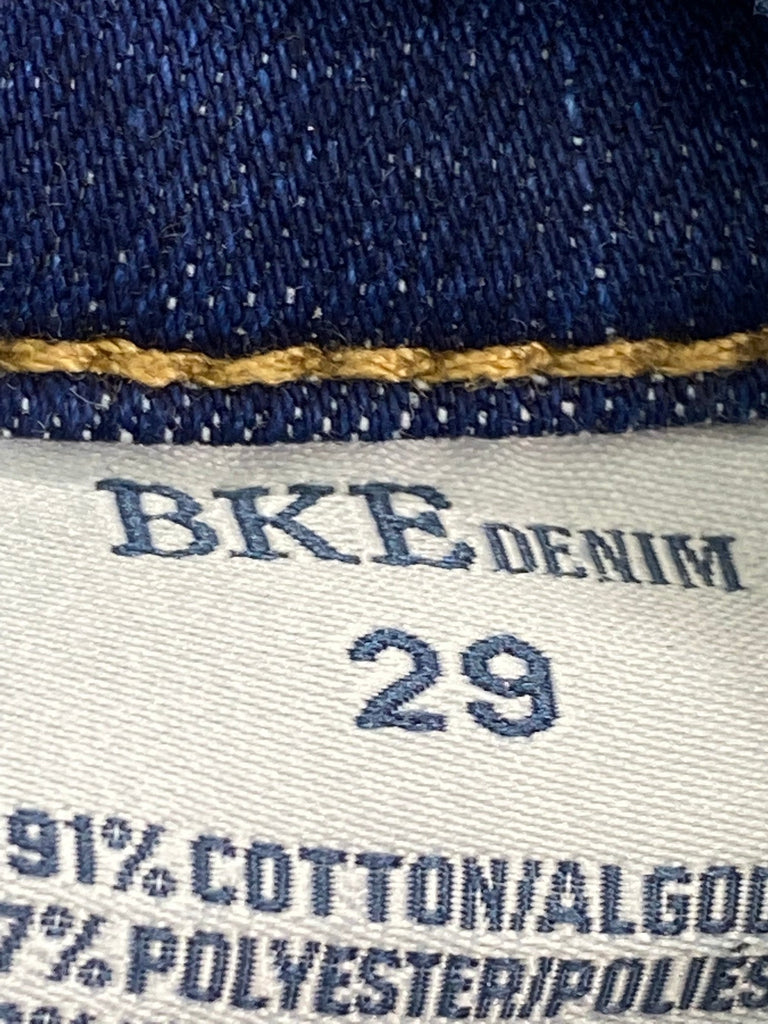 BKE DENIM
29
91% COTTON/ALGOD
7% POLYESTER/POLIES